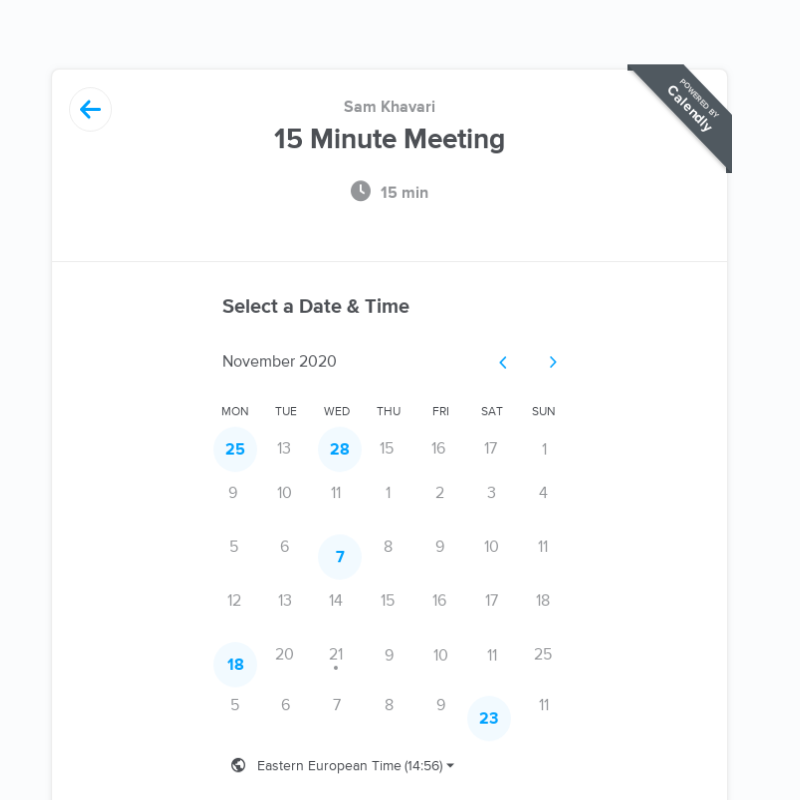 POWERED BY
Calendly
Sam Khavari
15 Minute Meeting
15 min
Select a Date & Time
November 2020
MON TUE WED THU FRI SAT SUN
25 13 28 15 16 17 1
9 10 11 1 2 3 4
5 6 7 8 9 10 11
12 13 14 15 16 17 18
18 20 21 9 10 11 25
5 6 7 8 9 23 11
Eastern European Time (14:56)